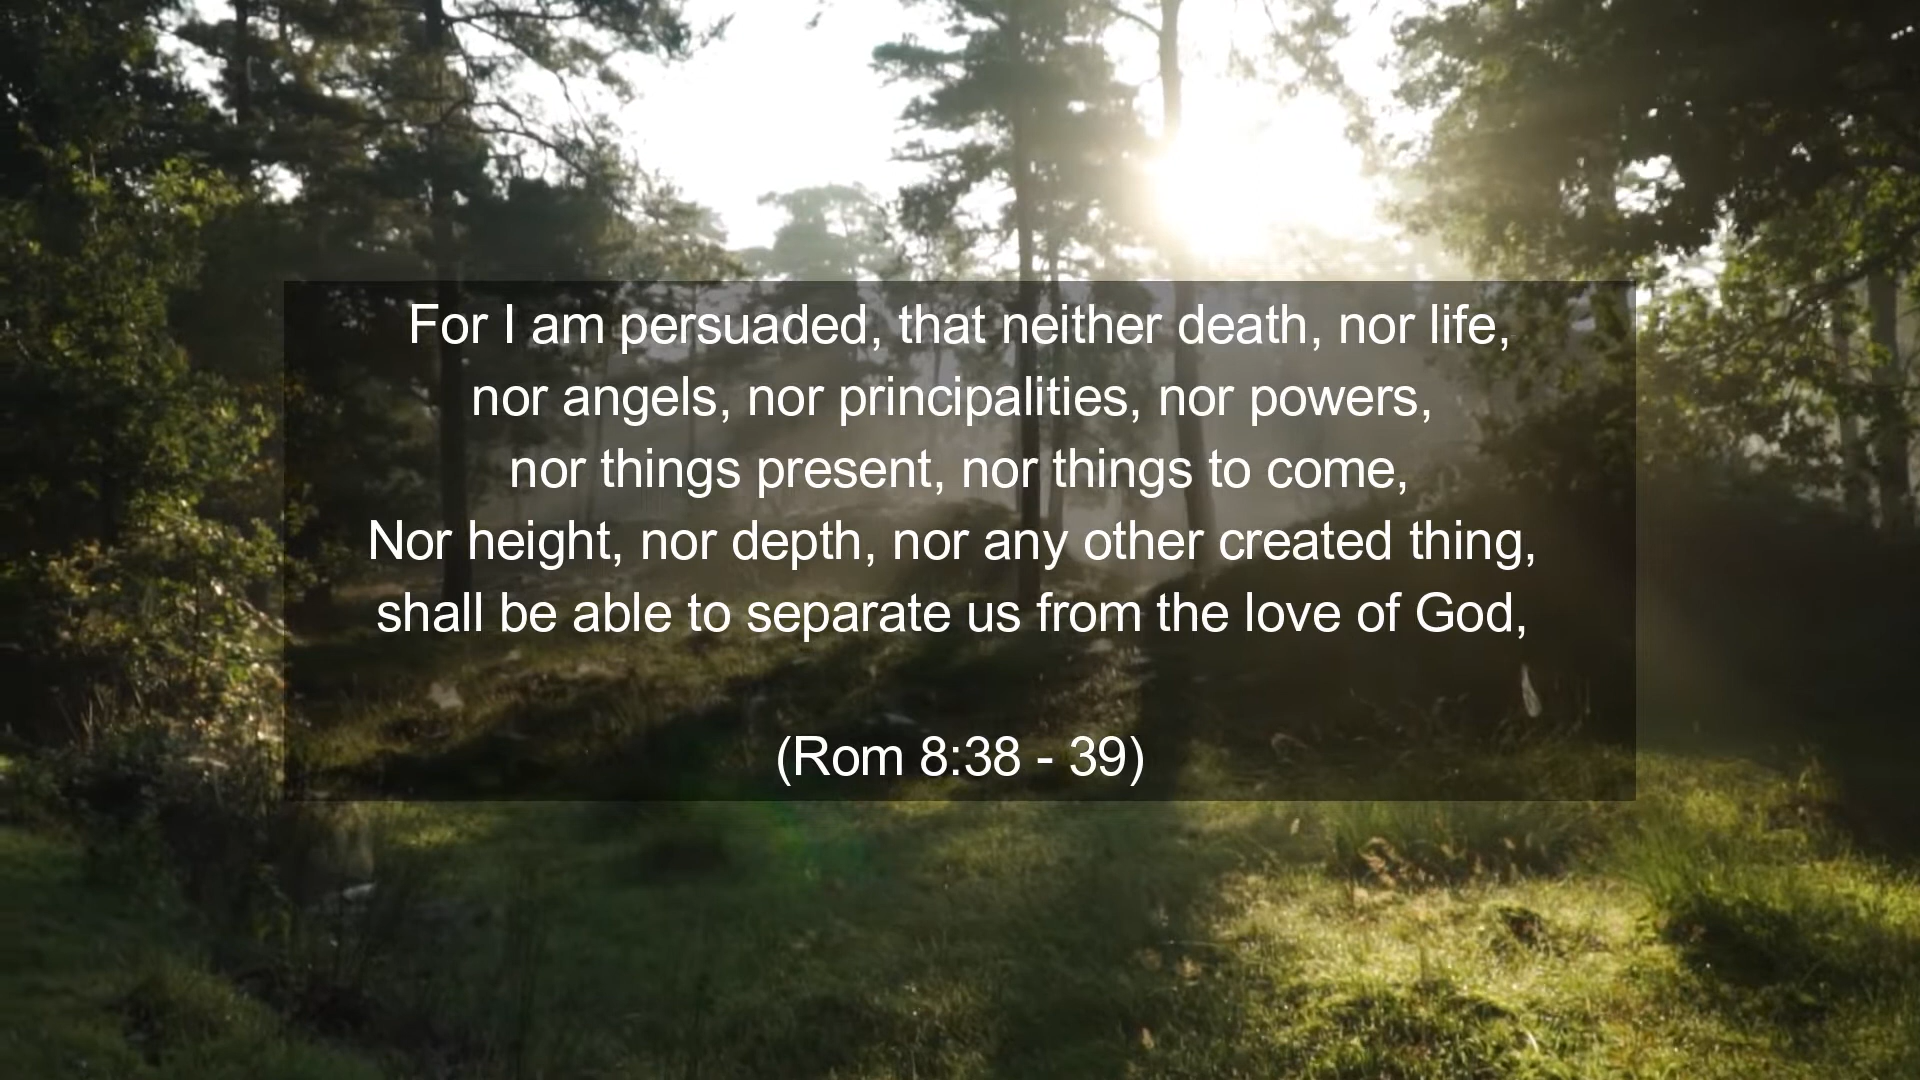 For I am persuaded, that neither death, nor life,
nor angels, nor principalities, nor powers,
nor things present, nor things to come,
Nor height, nor depth, nor any other created thing,
shall be able to separate us from the love of God,
(Rom 8:38 - 39)